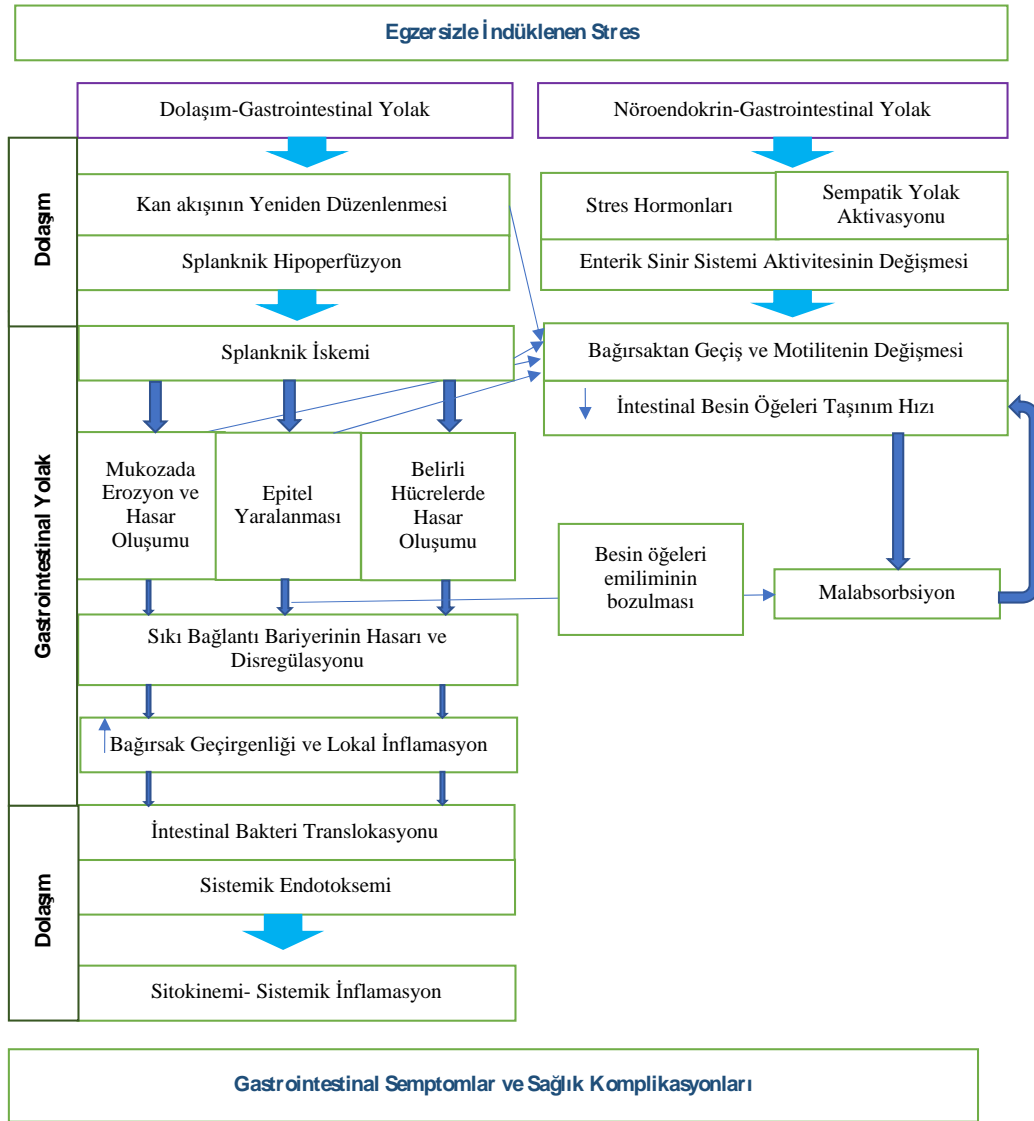 Egzersizle İndüklenen Stres
Dolaşım-Gastrointestinal Yolak
Nöroendokrin-Gastrointestinal Yolak
Dolaşım
Kan akışının Yeniden Düzenlenmesi
Splanknik Hipoperfüzyon
Stres Hormonları
Sempatik Yolak
Aktivasyonu
Enterik Sinir Sistemi Aktivitesinin Değişmesi
Gastrointestinal Yolak
Splanknik İskemi
Bağırsaktan Geçiş ve Motilitenin Değişmesi
İntestinal Besin Öğeleri Taşınım Hızı
Mukozada
Erozyon ve
Hasar
Oluşumu
Epitel
Yaralanması
Belirli
Hücrelerde
Hasar
Oluşumu
Besin öğeleri
emiliminin
bozulması
Malabsorbsiyon
Sıkı Bağlantı Bariyerinin Hasarı ve
Disregülasyonu
Bağırsak Geçirgenliği ve Lokal İnflamasyon
Dolaşım
İntestinal Bakteri Translokasyonu
Sistemik Endotoksemi
Sitokinemi- Sistemik İnflamasyon
Gastrointestinal Semptomlar ve Sağlık Komplikasyonları